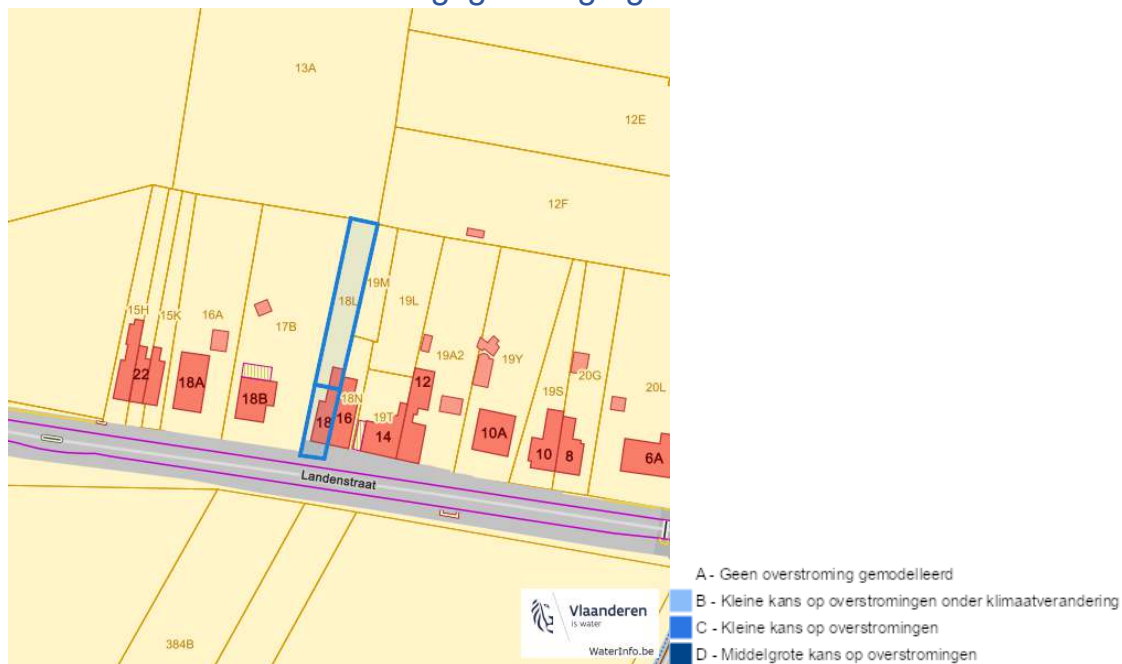 13A
12E
12F
19M
18L
19L
15H
15K
16A
17B
19A2
19Y
20G
19S
20L
22
18A
18B
12
18N
18
16
19T
14
10A
10
8
6A
Landenstraat
384B
Vlaanderen
is water
WaterInfo.be
A - Geen overstroming gemodelleerd
B - Kleine kans op overstromingen onder klimaatverandering
C - Kleine kans op overstromingen
D - Middelgrote kans op overstromingen